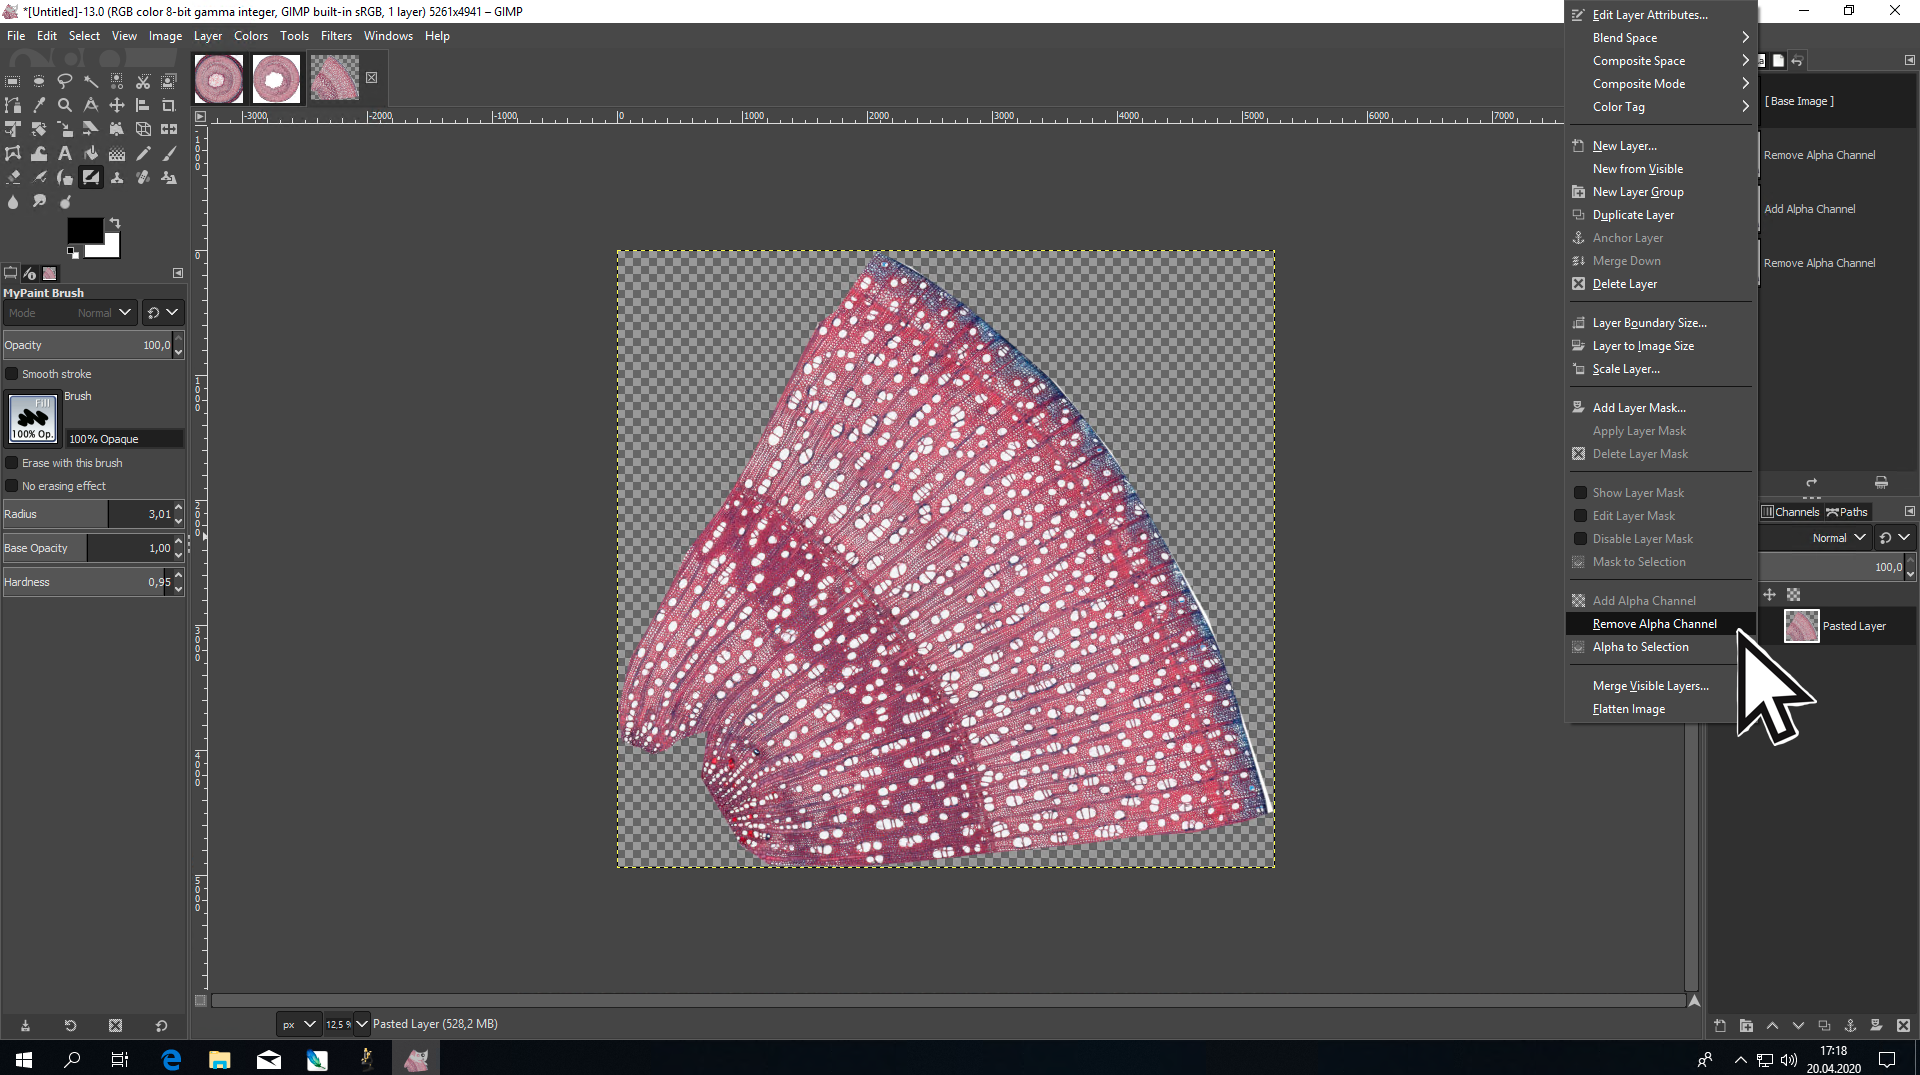 *[Untitled]-13.0 (RGB color 8-bit gamma integer, GIMP built-in sRGB, 1 layer) 5261x4941 – GIMP
File Edit Select View Image Layer Colors Tools Filters Windows Help
-3000 -2000 -1000 0 1000 2000 3000 4000 5000 6000 7000
1000
0
1000
2000
3000
4000
5000
MyPaint Brush
Mode Normal
Opacity 100,0
Smooth stroke
Brush
Fill
100% Op.
100% Opaque
Erase with this brush
No erasing effect
Radius 3,01
Base Opacity 1,00
Hardness 0,95
px 12,5 % Pasted Layer (528,2 MB)
Edit Layer Attributes...
Blend Space
Composite Space
Composite Mode
Color Tag
New Layer...
New from Visible
New Layer Group
Duplicate Layer
Anchor Layer
Merge Down
Delete Layer
Layer Boundary Size...
Layer to Image Size
Scale Layer...
Add Layer Mask...
Apply Layer Mask
Delete Layer Mask
Show Layer Mask
Edit Layer Mask
Disable Layer Mask
Mask to Selection
Add Alpha Channel
Remove Alpha Channel
Alpha to Selection
Merge Visible Layers...
Flatten Image
[ Base Image ]
Remove Alpha Channel
Add Alpha Channel
Remove Alpha Channel
Channels Paths
Normal
100,0
Pasted Layer
17:18
20.04.2020